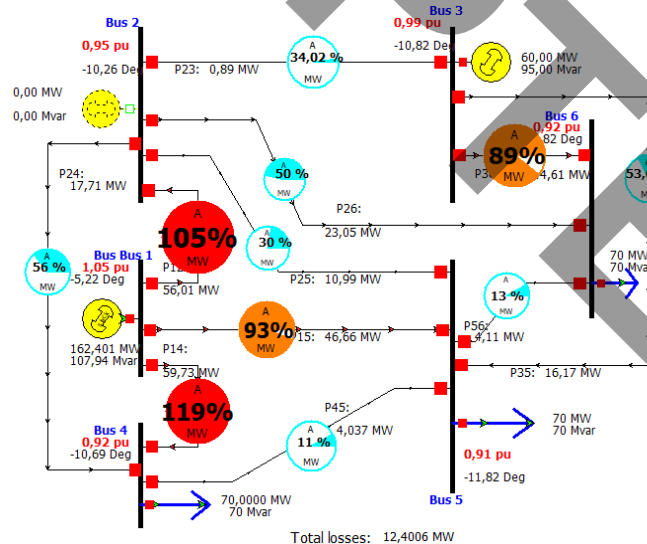 Bus 2
0,95 pu
-10,26 Deg
P23: 0,89 MW
A
34,02 %
MW
Bus 3
0,99 pu
-10,82 Deg
60,00 MW
95,00 Mvar
0,00 MW
0,00 Mvar
Bus 6
0,92 pu
82 Deg
A
89%
MW
4,61 MW
P24:
17,71 MW
A
50 %
MW
P26:
23,05 MW
A
105%
MW
A
30 %
MW
A
56 %
MW
Bus Bus 1
1,05 pu
-5,22 Deg
56,01 MW
P25: 10,99 MW
70 MW
70 Mvar
A
13 %
MW
A
93%
MW
15: 46,66 MW
P56:
4,11 MW
162,401 MW
107,94 Mvar
P14:
59,73 MW
P35: 16,17 MW
A
119%
MW
P45:
4,037 MW
Bus 4
0,92 pu
-10,69 Deg
A
11 %
MW
70 MW
70 Mvar
0,91 pu
-11,82 Deg
Bus 5
70,0000 MW
70 Mvar
Total losses: 12,4006 MW